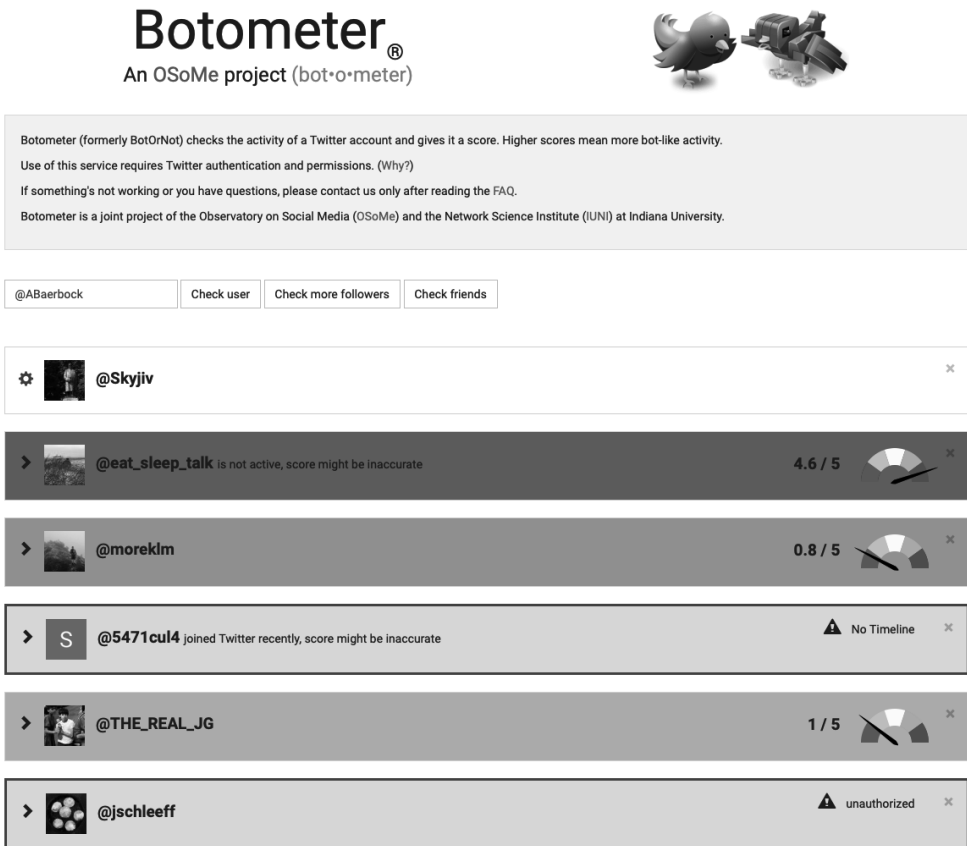 Botometer®
An OSoMe project (bot•o•meter)
Botometer (formerly BotOrNot) checks the activity of a Twitter account and gives it a score. Higher scores mean more bot-like activity.
Use of this service requires Twitter authentication and permissions. (Why?)
If something's not working or you have questions, please contact us only after reading the FAQ.
Botometer is a joint project of the Observatory on Social Media (OSoMe) and the Network Science Institute (IUNI) at Indiana University.
@ABaerbock Check user Check more followers Check friends
@Skyjiv ×
@eat_sleep_talk is not active, score might be inaccurate 4.6 / 5 ×
@moreklm 0.8 / 5 ×
S @5471cul4 joined Twitter recently, score might be inaccurate No Timeline ×
@THE_REAL_JG 1 / 5 ×
@jschleeff unauthorized ×